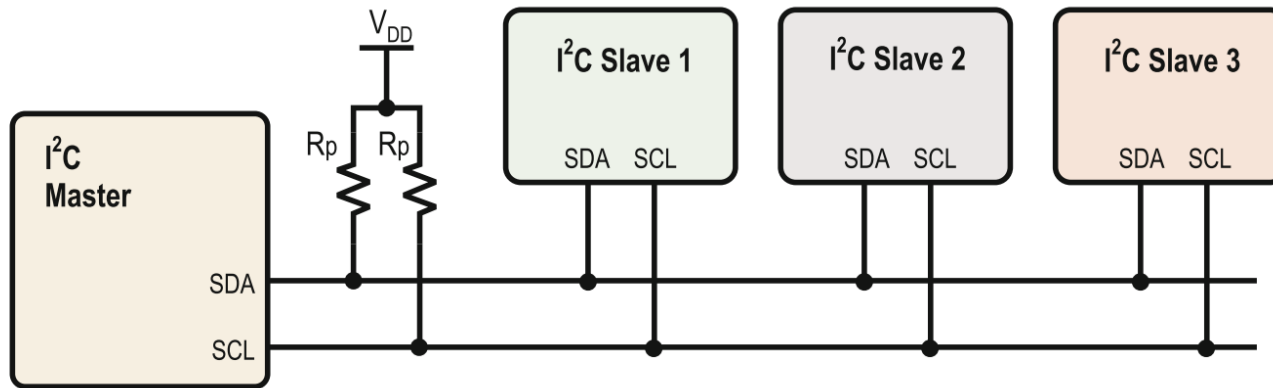 V_DD
Rp Rp
I²C
Master
SDA
SCL
I²C Slave 1
SDA SCL
I²C Slave 2
SDA SCL
I²C Slave 3
SDA SCL